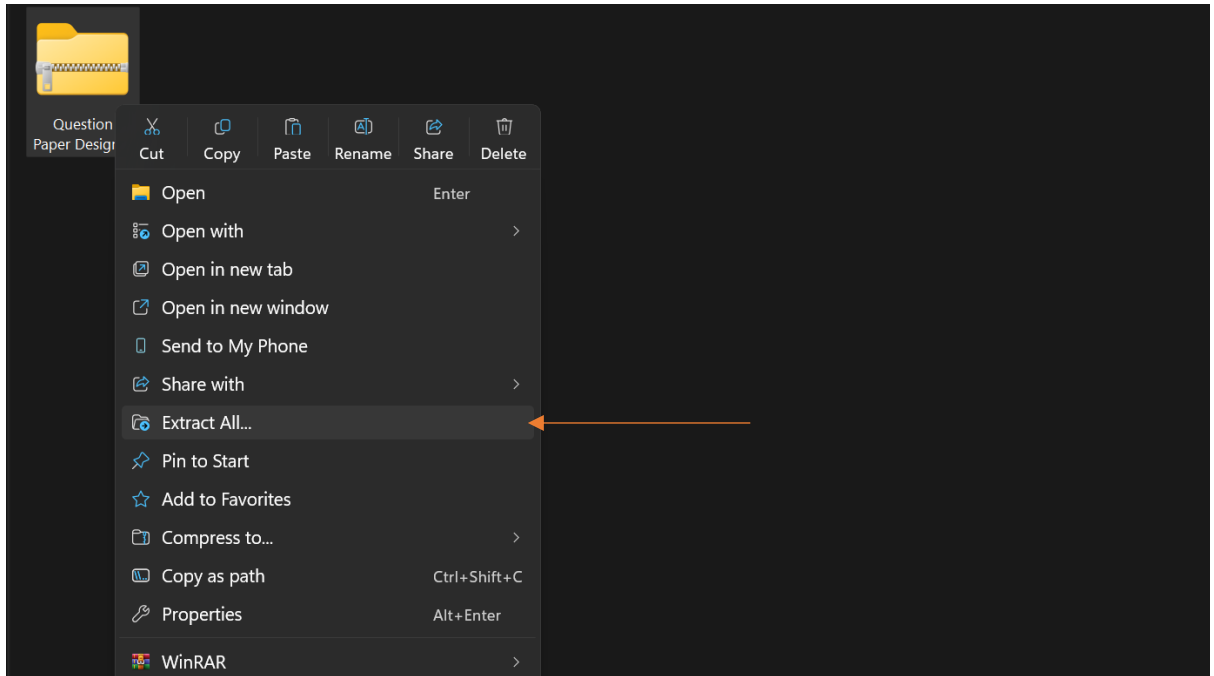 Question
Paper Design
Cut Copy Paste Rename Share Delete
Open Enter
Open with
Open in new tab
Open in new window
Send to My Phone
Share with
Extract All...
Pin to Start
Add to Favorites
Compress to...
Copy as path Ctrl+Shift+C
Properties Alt+Enter
WinRAR